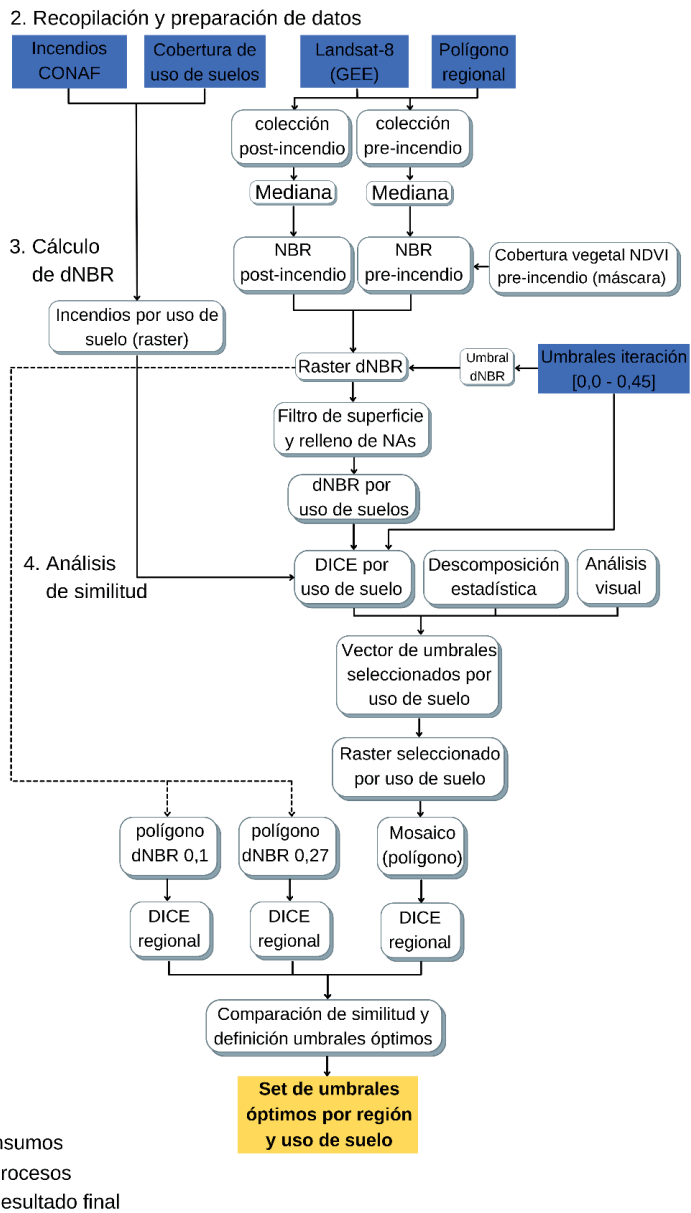 2. Recopilación y preparación de datos
Incendios
CONAF
Cobertura de
uso de suelos
Landsat-8
(GEE)
Polígono
regional
colección
post-incendio
colección
pre-incendio
Mediana
Mediana
3. Cálculo
de dNBR
NBR
post-incendio
NBR
pre-incendio
Cobertura vegetal NDVI
pre-incendio (máscara)
Incendios por uso de
suelo (raster)
Raster dNBR
Umbral
dNBR
Umbrales iteración
[0,0 - 0,45]
Filtro de superficie
y relleno de NAs
dNBR por
uso de suelos
4. Análisis
de similitud
DICE por
uso de suelo
Descomposición
estadística
Análisis
visual
Vector de umbrales
seleccionados por
uso de suelo
Raster seleccionado
por uso de suelo
polígono
dNBR 0,1
polígono
dNBR 0,27
Mosaico
(polígono)
DICE
regional
DICE
regional
DICE
regional
Comparación de similitud y
definición umbrales óptimos
Set de umbrales
óptimos por región
y uso de suelo
nsumos
rocesos
esultado final